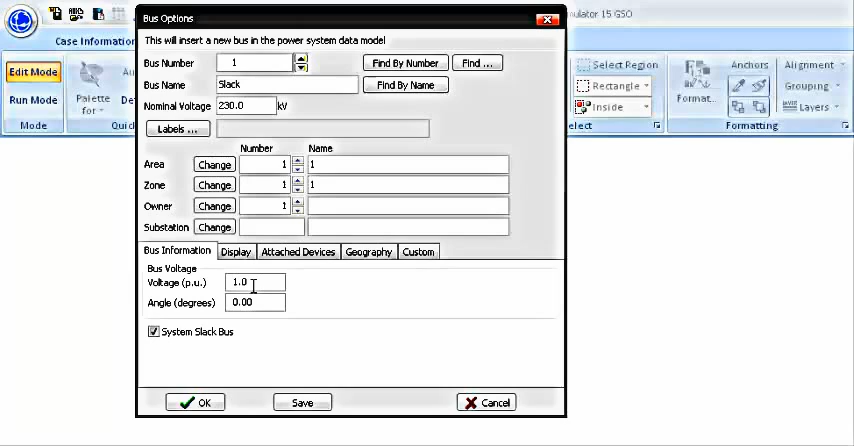 Bus Options
mulator 15 GSO
Case Information
This will insert a new bus in the power system data model
Bus Number 1 Find By Number Find ...
Bus Name Slack Find By Name
Nominal Voltage 230.0 kV
Labels ...
Number Name
Area Change 1 1
Zone Change 1 1
Owner Change 1
Substation Change
Bus Information Display Attached Devices Geography Custom
Bus Voltage
Voltage (p.u.) 1.0
Angle (degrees) 0.00
System Slack Bus
OK Save Cancel
Edit Mode
Run Mode
Mode
Au
Palette
for
De
Quick
Select Region
Rectangle
Inside
elect
Format...
Anchors
Formatting
Alignment
Grouping
Layers